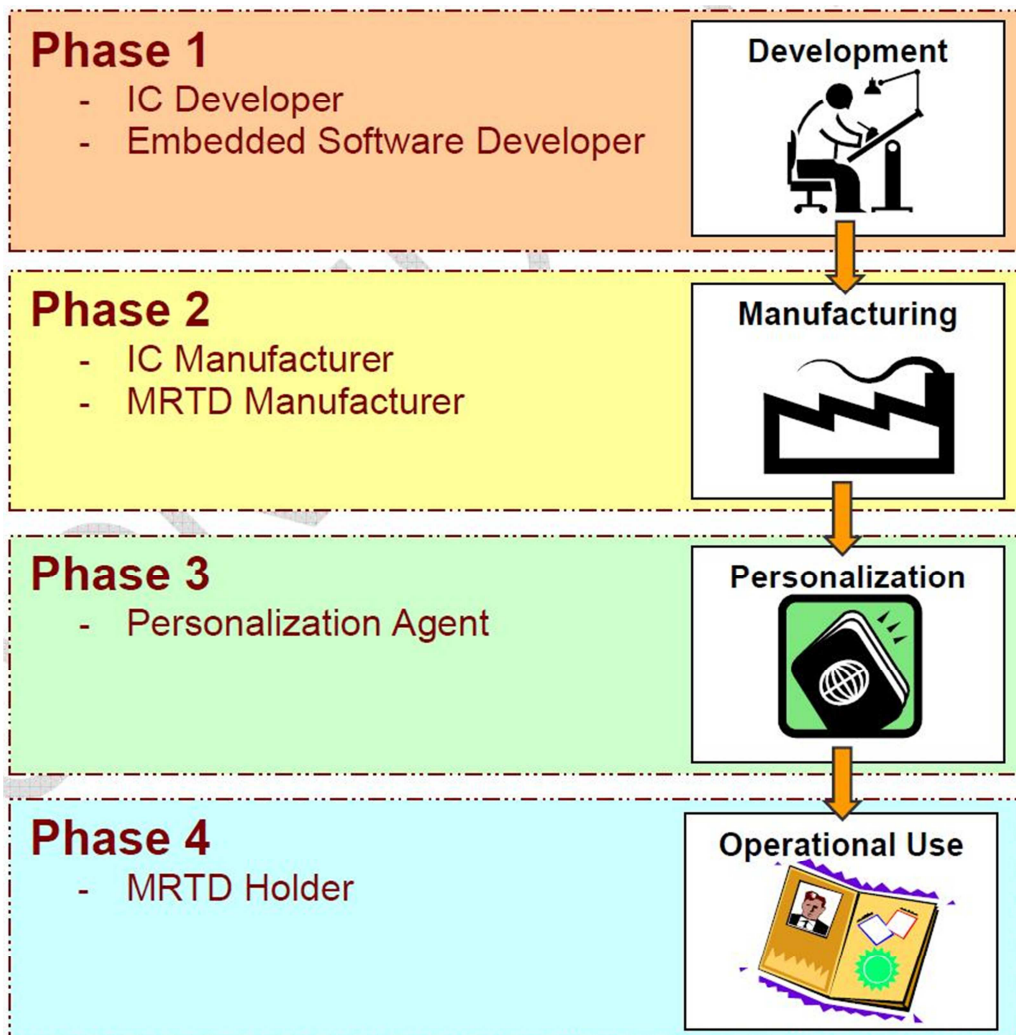 Phase 1
- IC Developer
- Embedded Software Developer
Development
Phase 2
- IC Manufacturer
- MRTD Manufacturer
Manufacturing
Phase 3
- Personalization Agent
Personalization
Phase 4
- MRTD Holder
Operational Use